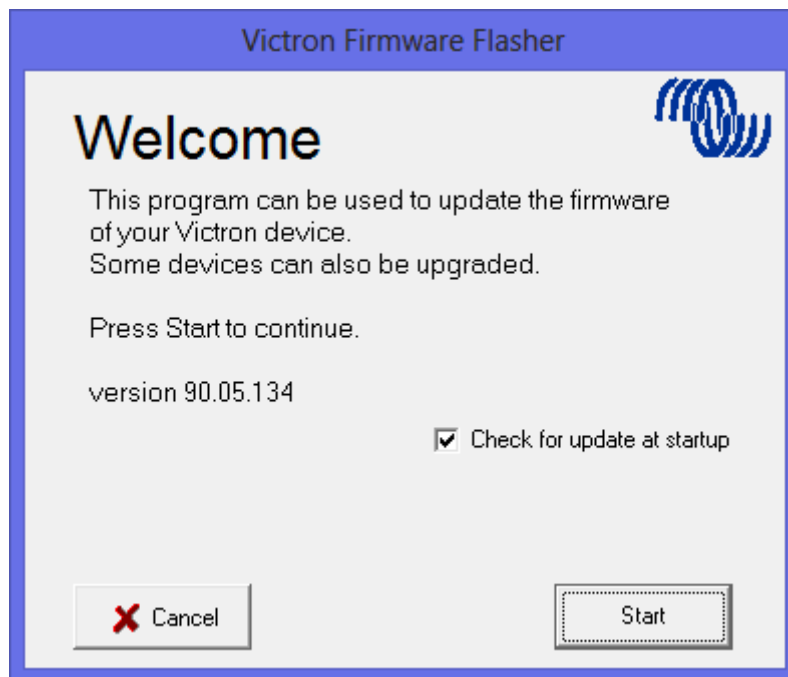 Victron Firmware Flasher
Welcome
This program can be used to update the firmware
of your Victron device.
Some devices can also be upgraded.
Press Start to continue.
version 90.05.134
Check for update at startup
Cancel
Start